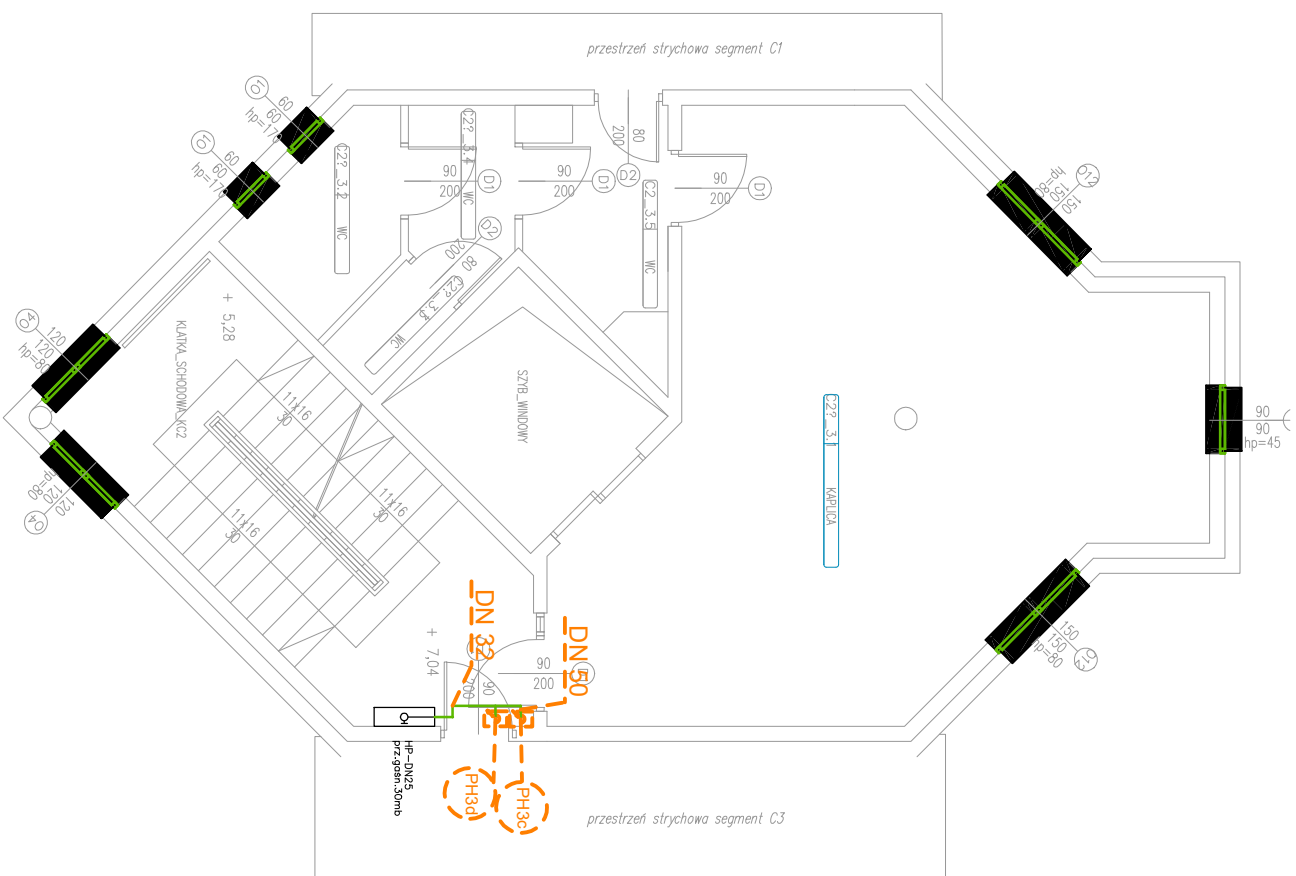 przestrzeń strychowa segment C1
O1
60
60
hp=170
O1
60
60
hp=170
C2?_3.2 WC
C2?_3.4 WC
90
200
D1
90
200
D1
80
200
D2
C2_3.5 WC
90
200
D1
O12
150
150
hp=80
D2
80
200
C2?_3.3 WC
+ 5,28
KLATKA_SCHODOWA_KC2
O4
120
120
hp=80
11x16
30
SZYB_WINDOWY
C2?_3.1 KAPLICA
90
90
hp=45
11x16
30
11x16
30
O4
120
120
hp=80
DN 32
DN 50
+ 7,04
90
200
90
200
150
150
hp=80
O12
HP-DN25
prz.gaśn.30mb
PH3d
PH3c
przestrzeń strychowa segment C3